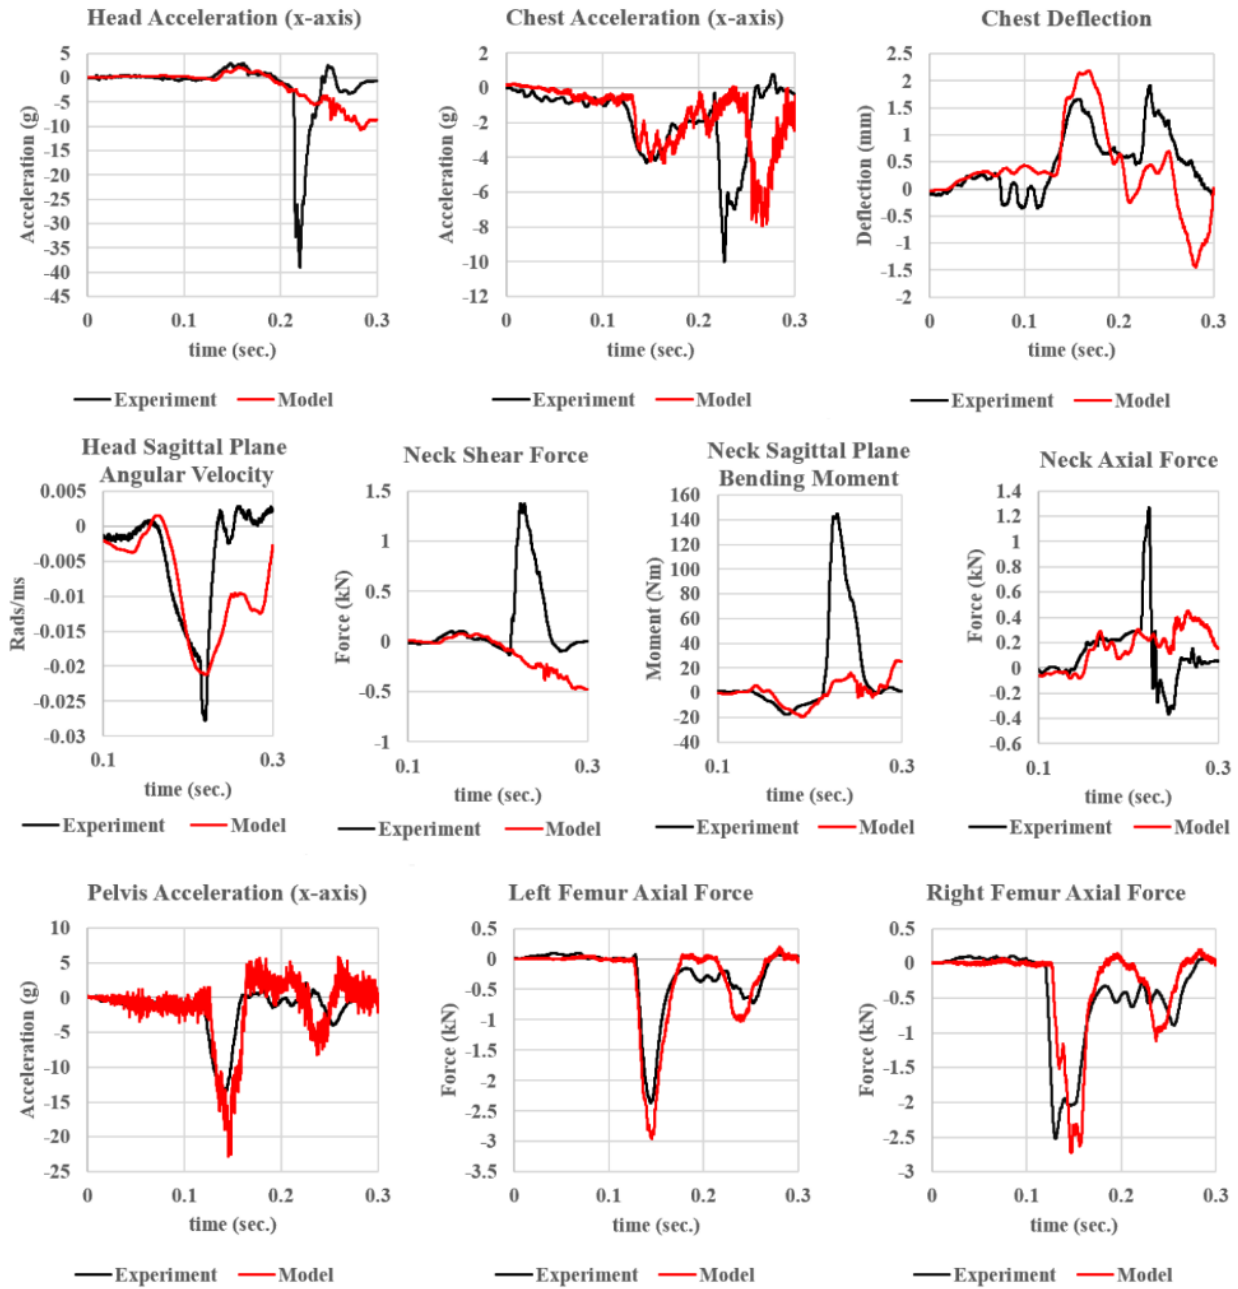 Head Acceleration (x-axis)
Acceleration (g)
5
0
-5
-10
-15
-20
-25
-30
-35
-40
-45
0
0.1
0.2
0.3
time (sec.)
Experiment
Model
Chest Acceleration (x-axis)
Acceleration (g)
2
0
-2
-4
-6
-8
-10
-12
0
0.1
0.2
0.3
time (sec.)
Experiment
Model
Chest Deflection
Deflection (mm)
2.5
2
1.5
1
0.5
0
-0.5
-1
-1.5
-2
0
0.1
0.2
0.3
time (sec.)
Experiment
Model
Head Sagittal Plane
Angular Velocity
Rads/ms
0.005
0
-0.005
-0.01
-0.015
-0.02
-0.025
-0.03
0.1
0.3
time (sec.)
Experiment
Model
Neck Shear Force
Force (kN)
1.5
1
0.5
0
-0.5
-1
0.1
0.3
time (sec.)
Experiment
Model
Neck Sagittal Plane
Bending Moment
Moment (Nm)
160
140
120
100
80
60
40
20
0
-20
-40
0.1
0.3
time (sec.)
Experiment
Model
Neck Axial Force
Force (kN)
1.4
1.2
1
0.8
0.6
0.4
0.2
0
-0.2
-0.4
-0.6
0.1
0.3
time (sec.)
Experiment
Model
Pelvis Acceleration (x-axis)
Acceleration (g)
10
5
0
-5
-10
-15
-20
-25
0
0.1
0.2
0.3
time (sec.)
Experiment
Model
Left Femur Axial Force
Force (kN)
0.5
0
-0.5
-1
-1.5
-2
-2.5
-3
-3.5
0
0.1
0.2
0.3
time (sec.)
Experiment
Model
Right Femur Axial Force
Force (kN)
0.5
0
-0.5
-1
-1.5
-2
-2.5
-3
0
0.1
0.2
0.3
time (sec.)
Experiment
Model